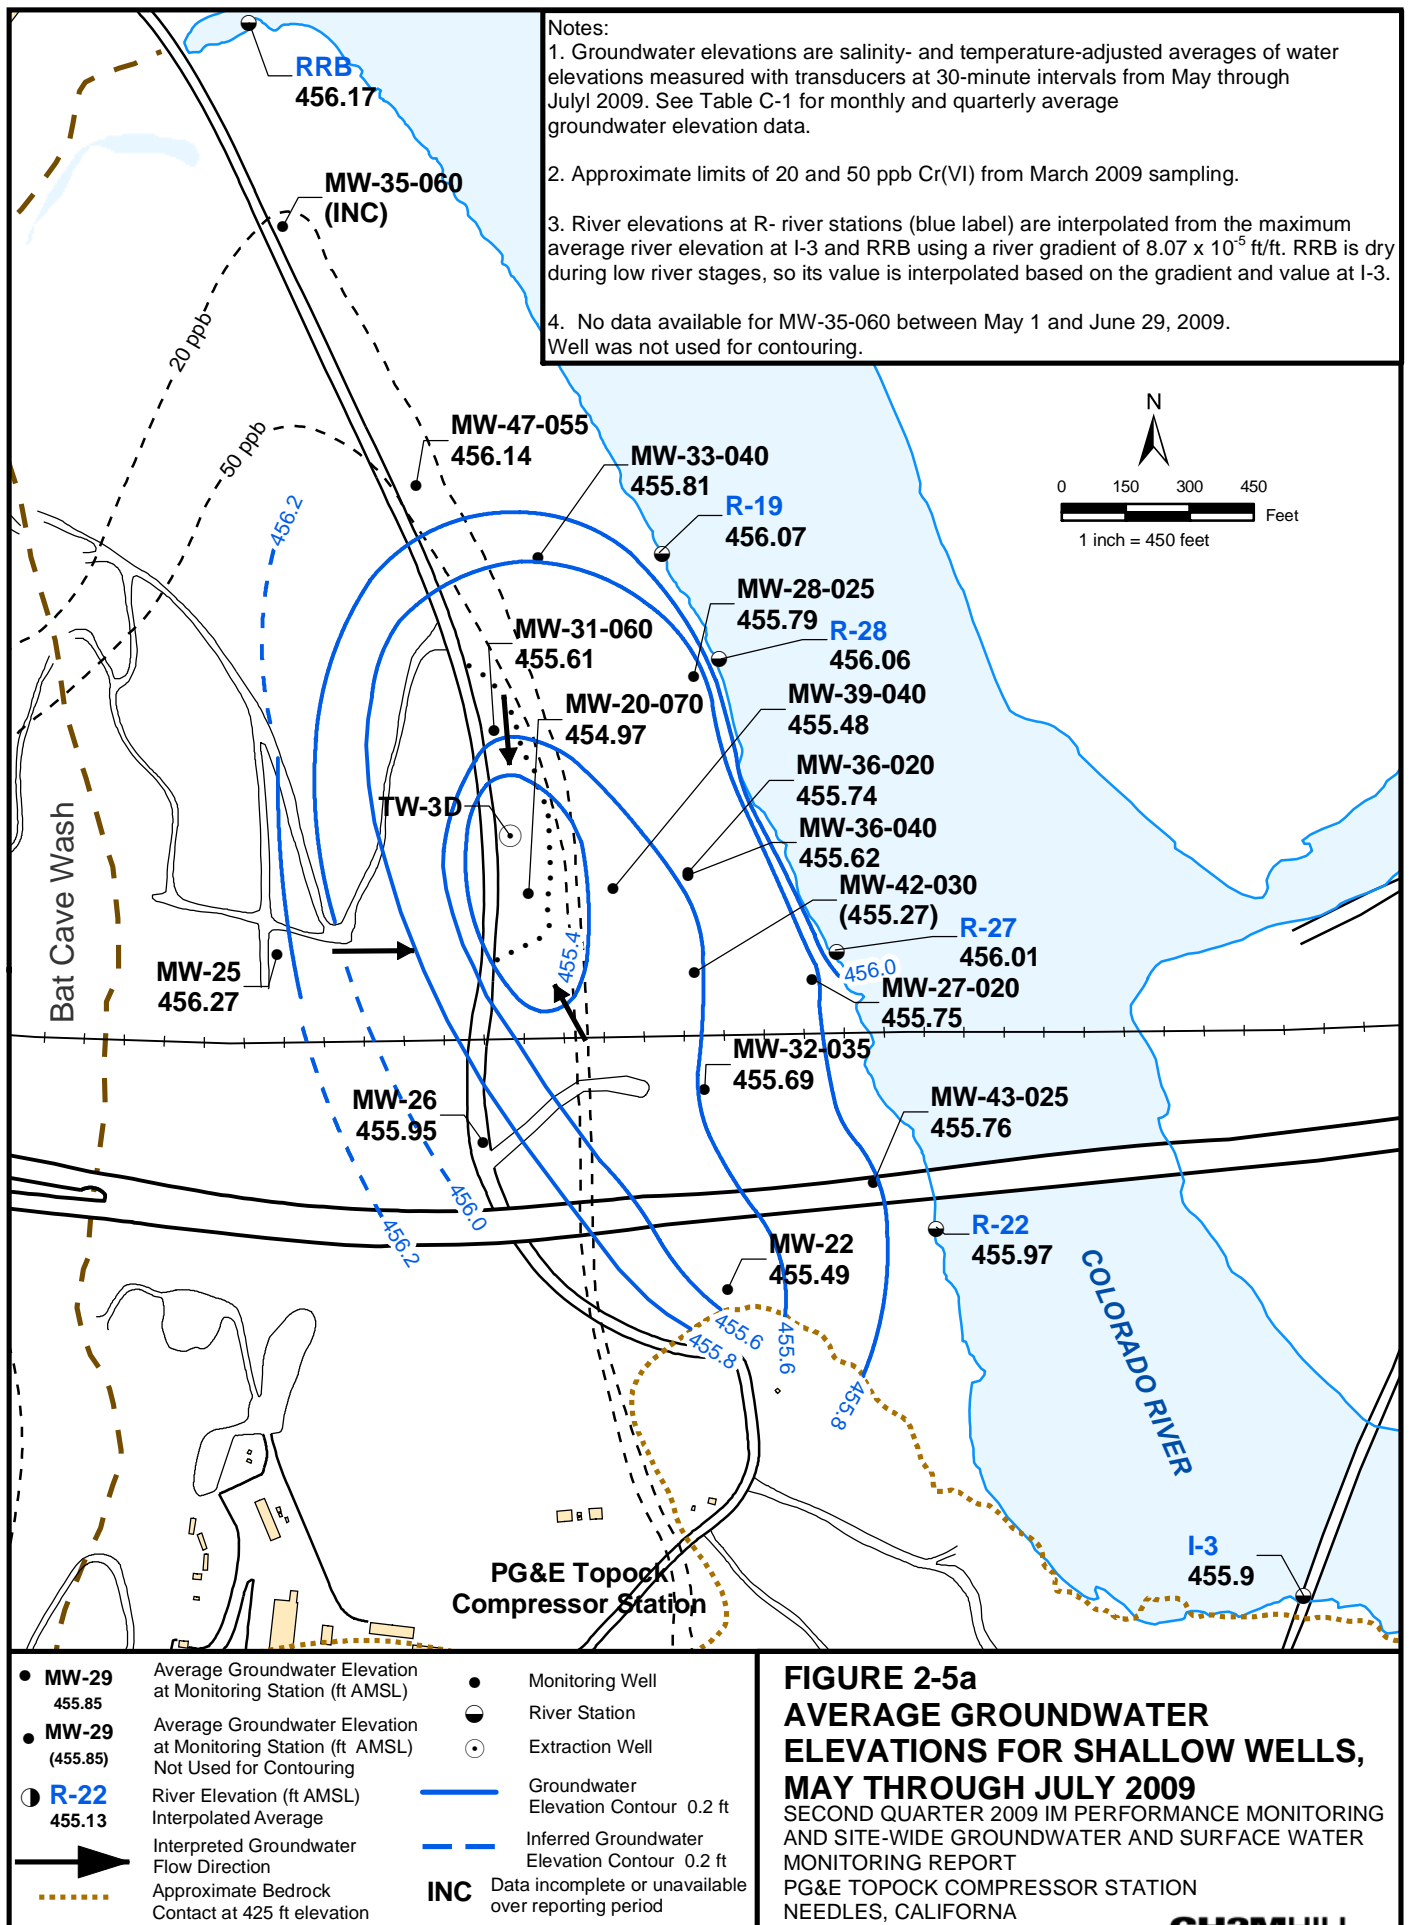 Notes:
1. Groundwater elevations are salinity- and temperature-adjusted averages of water
elevations measured with transducers at 30-minute intervals from May through
Julyl 2009. See Table C-1 for monthly and quarterly average
groundwater elevation data.
2. Approximate limits of 20 and 50 ppb Cr(VI) from March 2009 sampling.
3. River elevations at R- river stations (blue label) are interpolated from the maximum
average river elevation at I-3 and RRB using a river gradient of 8.07 x 10⁻⁵ ft/ft. RRB is dry
during low river stages, so its value is interpolated based on the gradient and value at I-3.
4. No data available for MW-35-060 between May 1 and June 29, 2009.
Well was not used for contouring.
RRB
456.17
MW-35-060
(INC)
20 ppb
50 ppb
N
0 150 300 450
Feet
1 inch = 450 feet
MW-47-055
456.14
MW-33-040
455.81
R-19
456.07
456.2
MW-28-025
455.79
R-28
456.06
MW-31-060
455.61
MW-20-070
454.97
MW-39-040
455.48
MW-36-020
455.74
TW-3D
MW-36-040
455.62
MW-42-030
(455.27)
R-27
456.01
Bat Cave Wash
MW-25
456.27
455.4
456.0
MW-27-020
455.75
MW-32-035
455.69
MW-26
455.95
MW-43-025
455.76
456.0
456.2
R-22
455.97
MW-22
455.49
455.6
455.8
455.6
455.8
COLORADO RIVER
I-3
455.9
PG&E Topock
Compressor Station
MW-29
455.85
Average Groundwater Elevation
at Monitoring Station (ft AMSL)
MW-29
(455.85)
Average Groundwater Elevation
at Monitoring Station (ft AMSL)
Not Used for Contouring
R-22
455.13
River Elevation (ft AMSL)
Interpolated Average
Interpreted Groundwater
Flow Direction
Approximate Bedrock
Contact at 425 ft elevation
Monitoring Well
River Station
Extraction Well
Groundwater
Elevation Contour 0.2 ft
Inferred Groundwater
Elevation Contour 0.2 ft
INC
Data incomplete or unavailable
over reporting period
FIGURE 2-5a
AVERAGE GROUNDWATER
ELEVATIONS FOR SHALLOW WELLS,
MAY THROUGH JULY 2009
SECOND QUARTER 2009 IM PERFORMANCE MONITORING
AND SITE-WIDE GROUNDWATER AND SURFACE WATER
MONITORING REPORT
PG&E TOPOCK COMPRESSOR STATION
NEEDLES, CALIFORNA